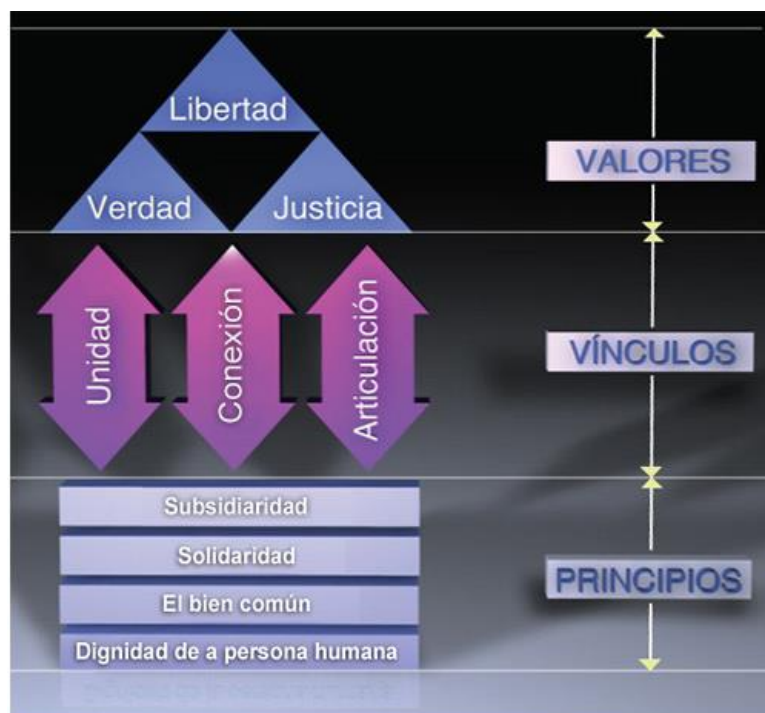 Libertad
Verdad
Justicia
VALORES
Unidad
Conexión
Articulación
VÍNCULOS
Subsidiaridad
Solidaridad
El bien común
Dignidad de a persona humana
PRINCIPIOS